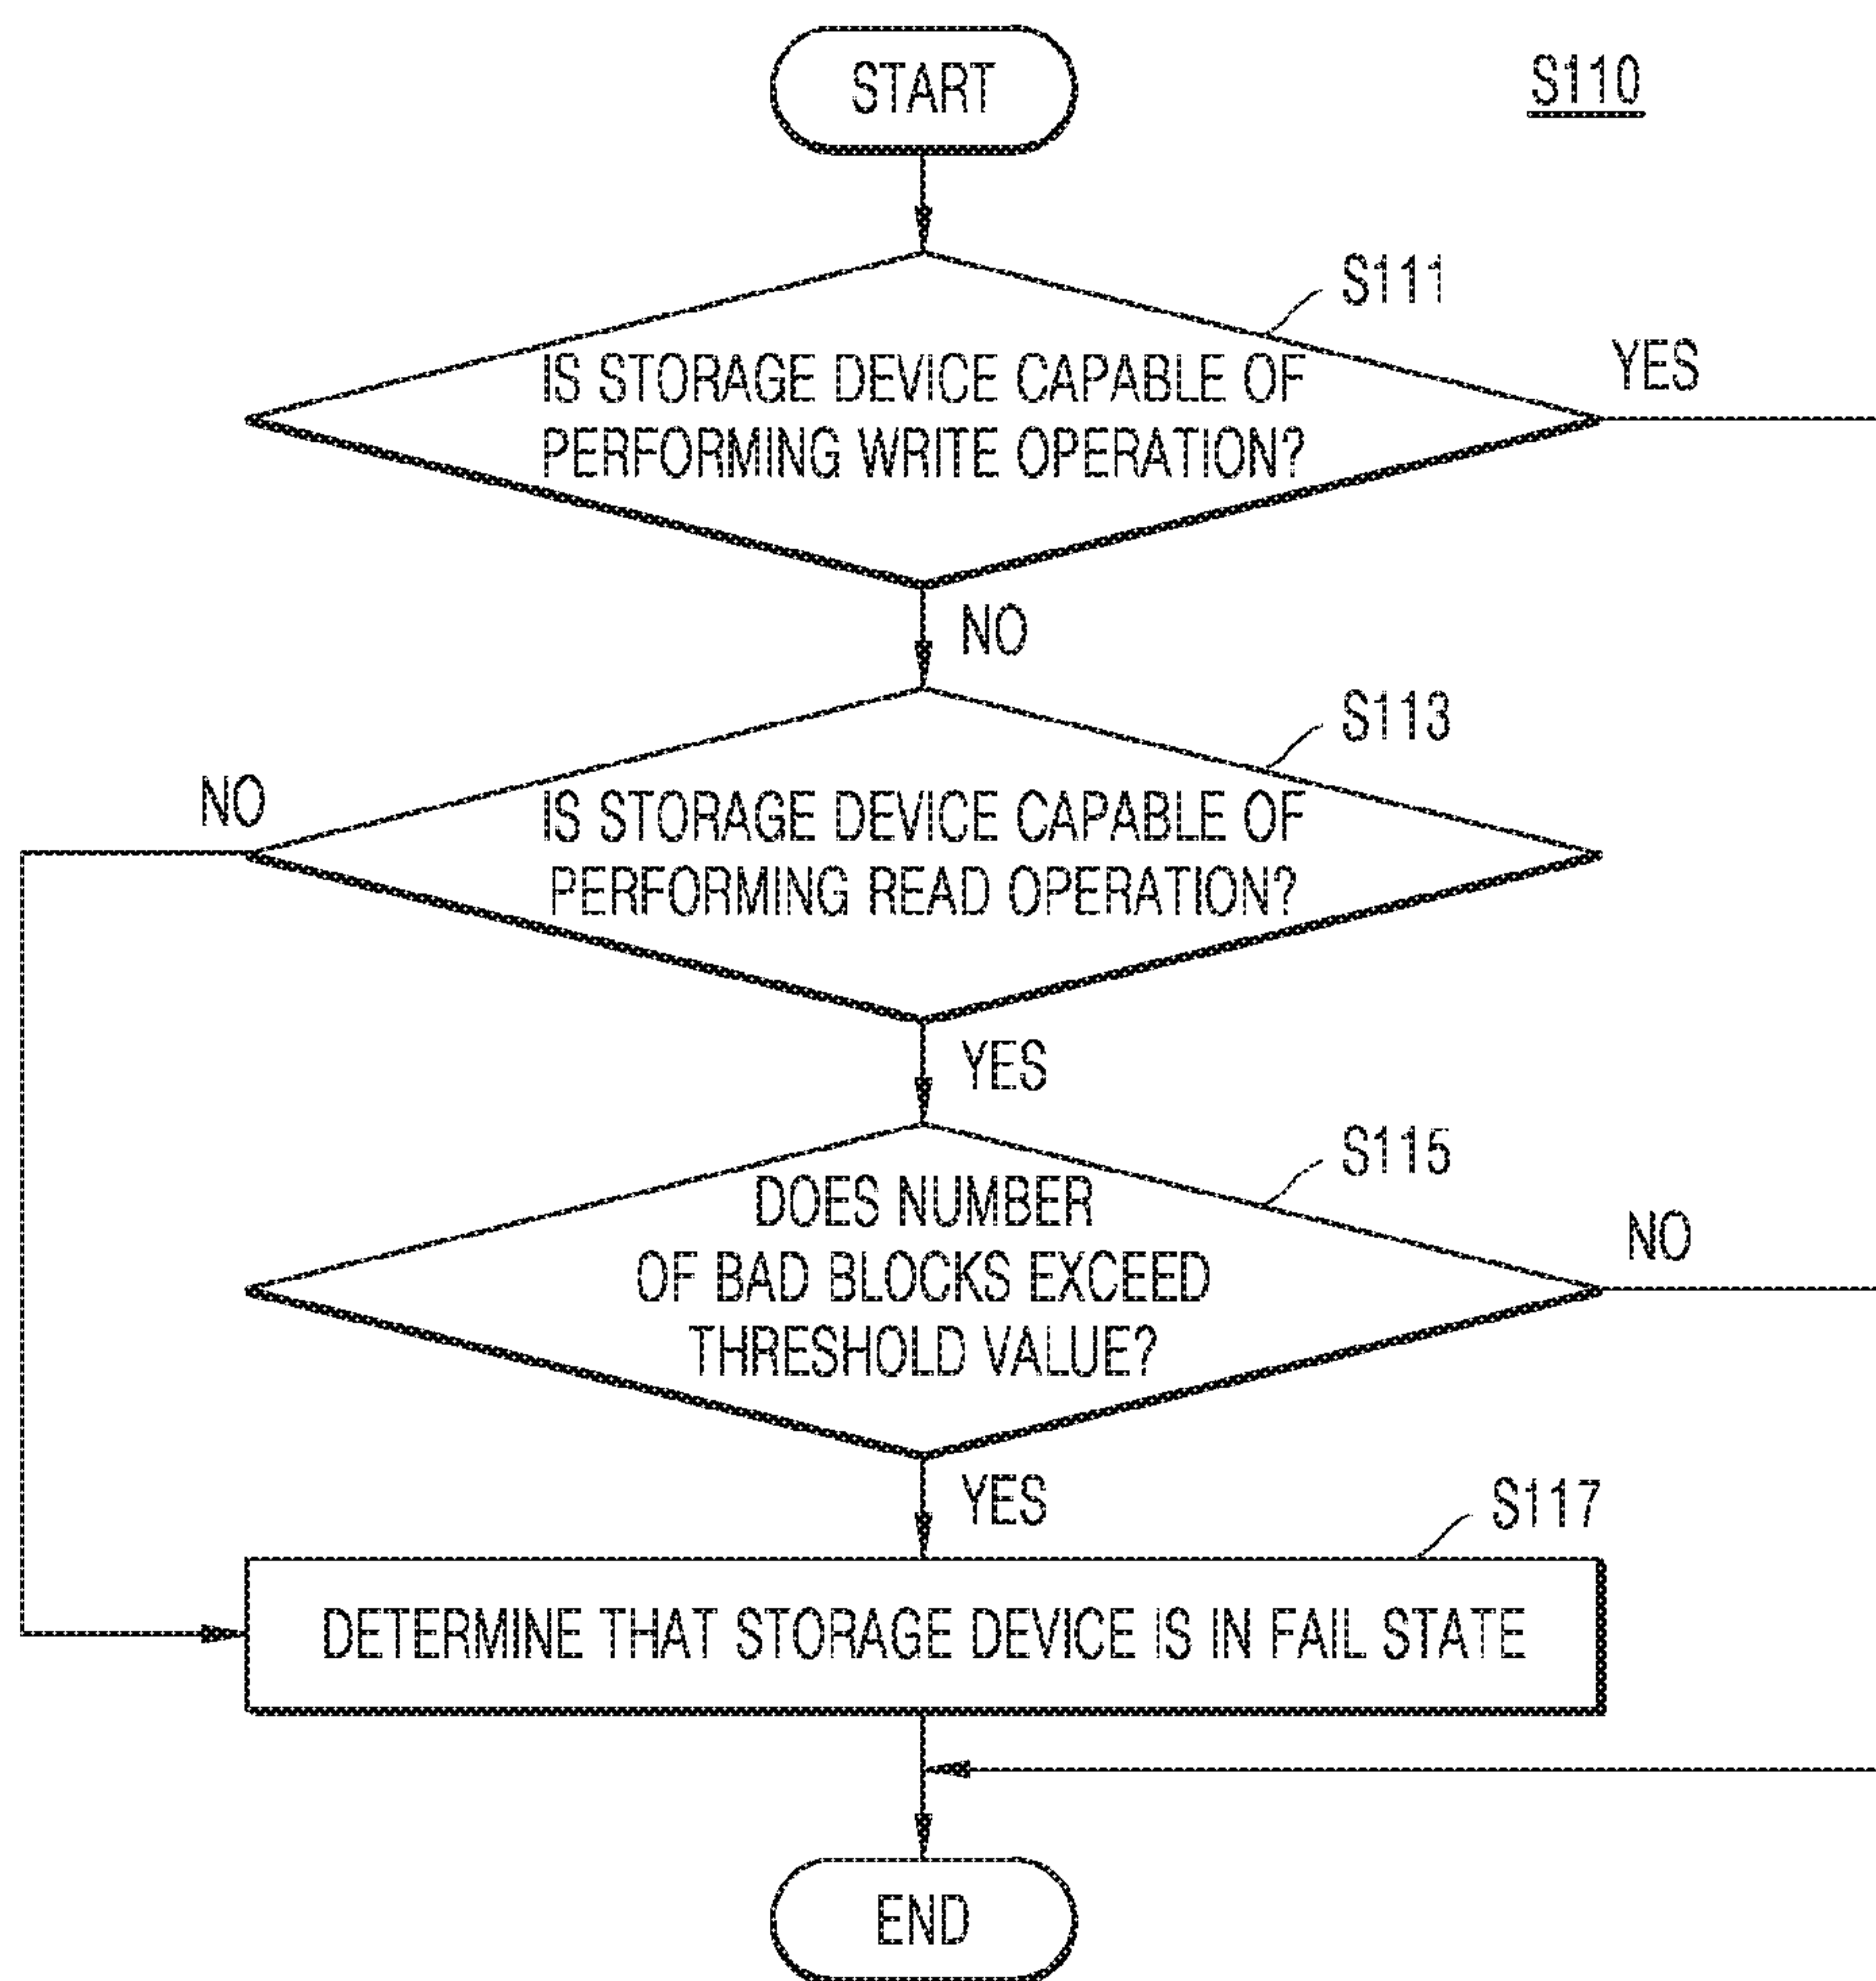 START
S110
S111
IS STORAGE DEVICE CAPABLE OF
PERFORMING WRITE OPERATION?
YES
NO
S113
IS STORAGE DEVICE CAPABLE OF
PERFORMING READ OPERATION?
NO
YES
S115
DOES NUMBER
OF BAD BLOCKS EXCEED
THRESHOLD VALUE?
NO
YES
S117
DETERMINE THAT STORAGE DEVICE IS IN FAIL STATE
END